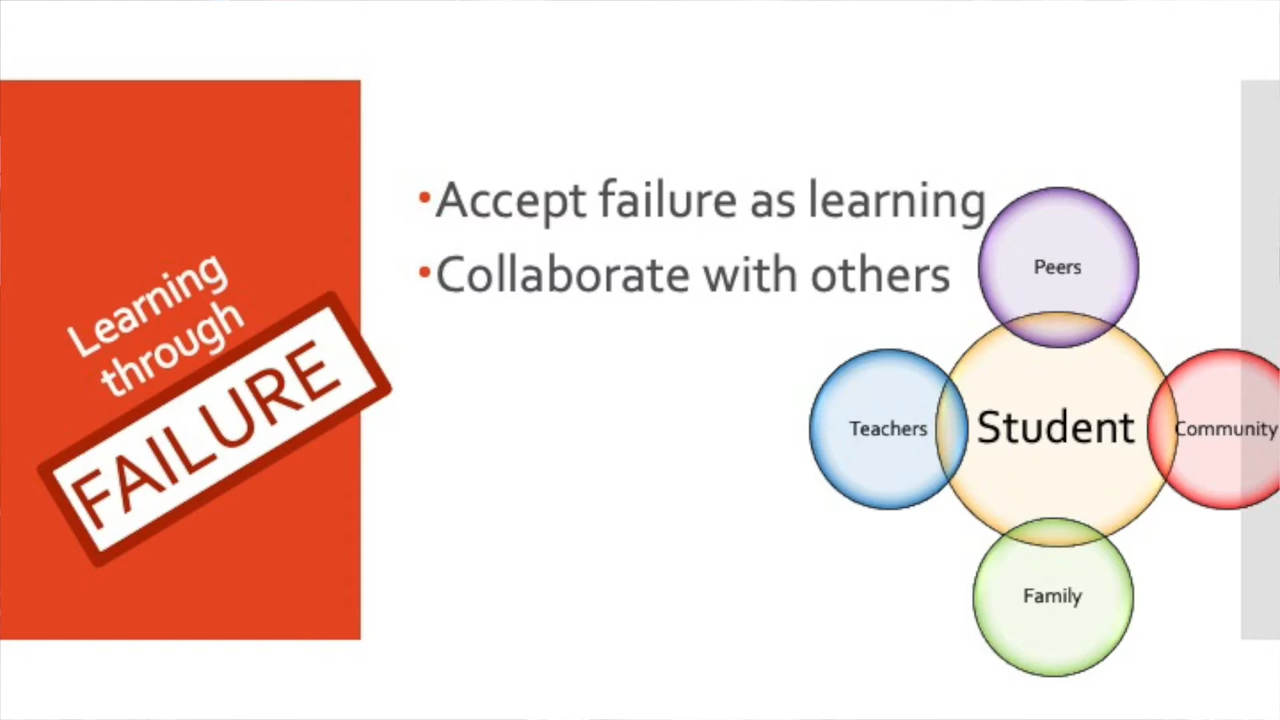 Learning
through
FAILURE
•Accept failure as learning
•Collaborate with others
Peers
Teachers
Student
Community
Family